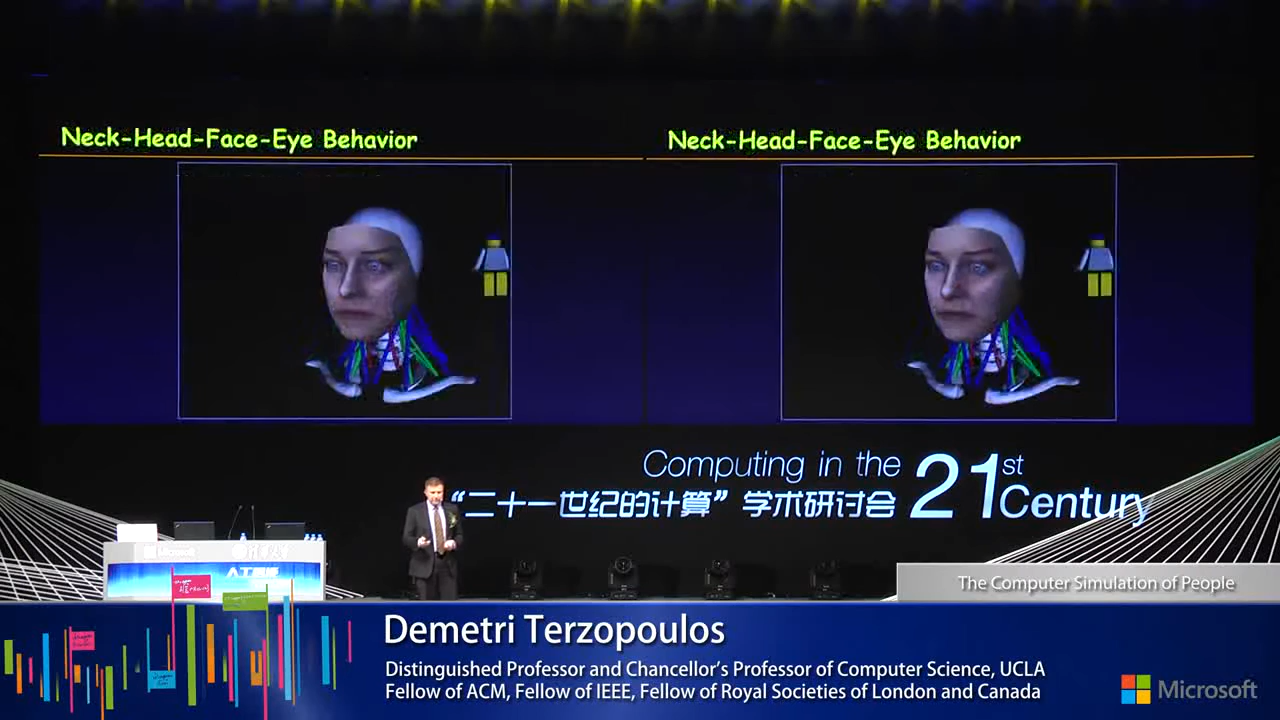 Neck-Head-Face-Eye Behavior
Neck-Head-Face-Eye Behavior
Computing in the 21st Century
“二十一世纪的计算”学术研讨会
Microsoft
The Computer Simulation of People
Demetri Terzopoulos
Distinguished Professor and Chancellor's Professor of Computer Science, UCLA
Fellow of ACM, Fellow of IEEE, Fellow of Royal Societies of London and Canada
Microsoft